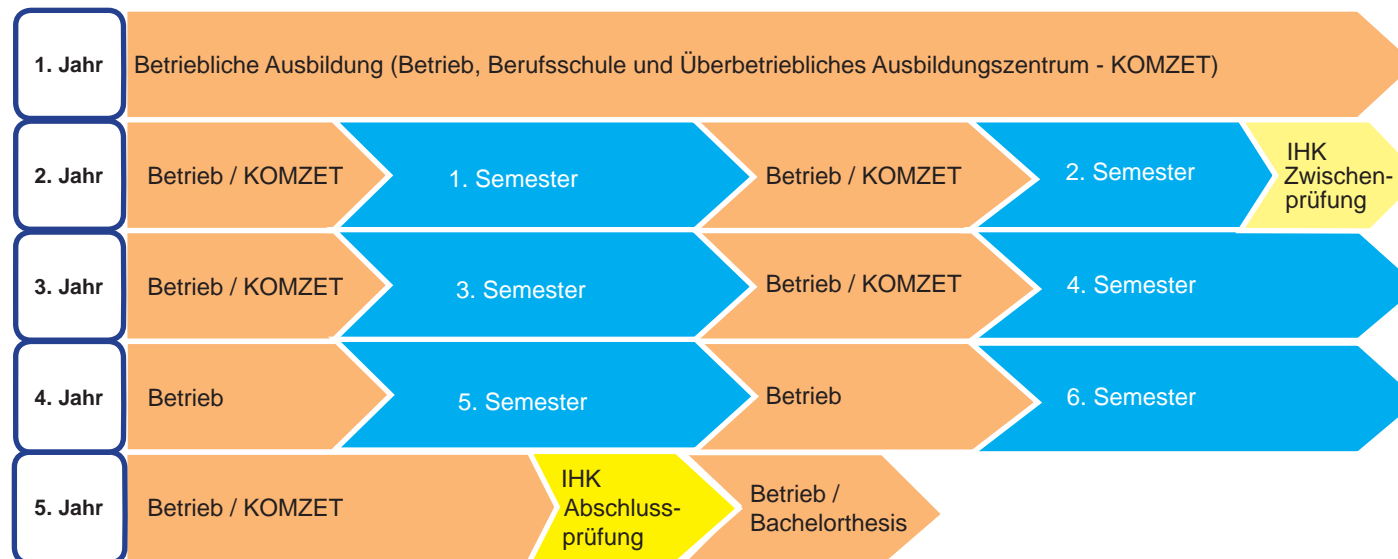 1. Jahr
Betriebliche Ausbildung (Betrieb, Berufsschule und Überbetriebliches Ausbildungszentrum - KOMZET)
2. Jahr
Betrieb / KOMZET
1. Semester
Betrieb / KOMZET
2. Semester
IHK
Zwischen-
prüfung
3. Jahr
Betrieb / KOMZET
3. Semester
Betrieb / KOMZET
4. Semester
4. Jahr
Betrieb
5. Semester
Betrieb
6. Semester
5. Jahr
Betrieb / KOMZET
IHK
Abschluss-
prüfung
Betrieb /
Bachelorthesis